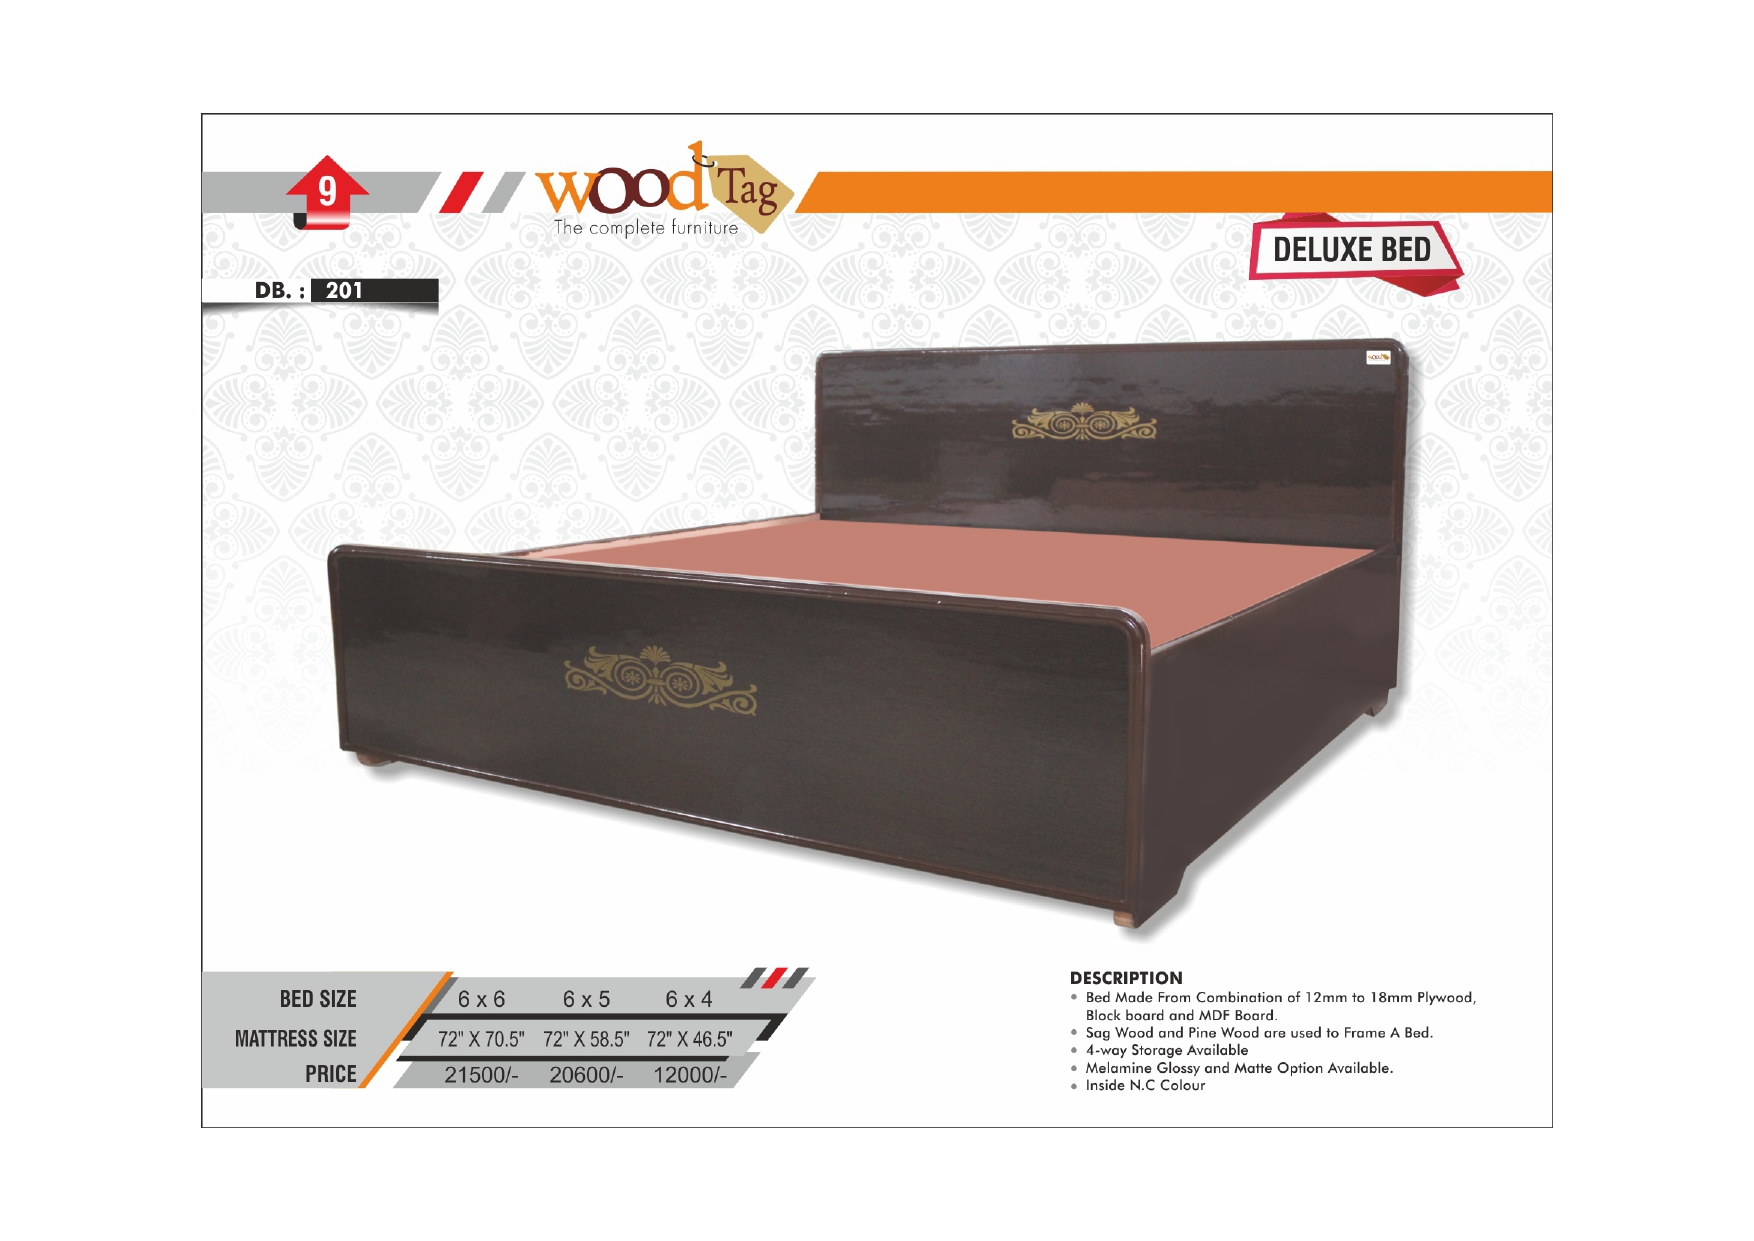 9
wood Tag
The complete furniture
DELUXE BED
DB. : 201
wood
BED SIZE 6 x 6 6 x 5 6 x 4
MATTRESS SIZE 72" X 70.5" 72" X 58.5" 72" X 46.5"
PRICE 21500/- 20600/- 12000/-
DESCRIPTION
• Bed Made From Combination of 12mm to 18mm Plywood,
Block board and MDF Board.
• Sag Wood and Pine Wood are used to Frame A Bed.
• 4-way Storage Available
• Melamine Glossy and Matte Option Available.
• Inside N.C Colour